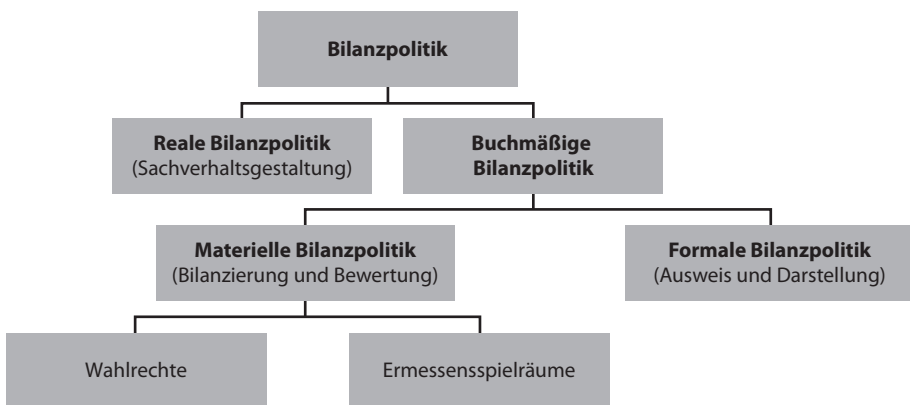 Bilanzpolitik
Reale Bilanzpolitik
(Sachverhaltsgestaltung)
Buchmäßige
Bilanzpolitik
Materielle Bilanzpolitik
(Bilanzierung und Bewertung)
Formale Bilanzpolitik
(Ausweis und Darstellung)
Wahlrechte
Ermessensspielräume